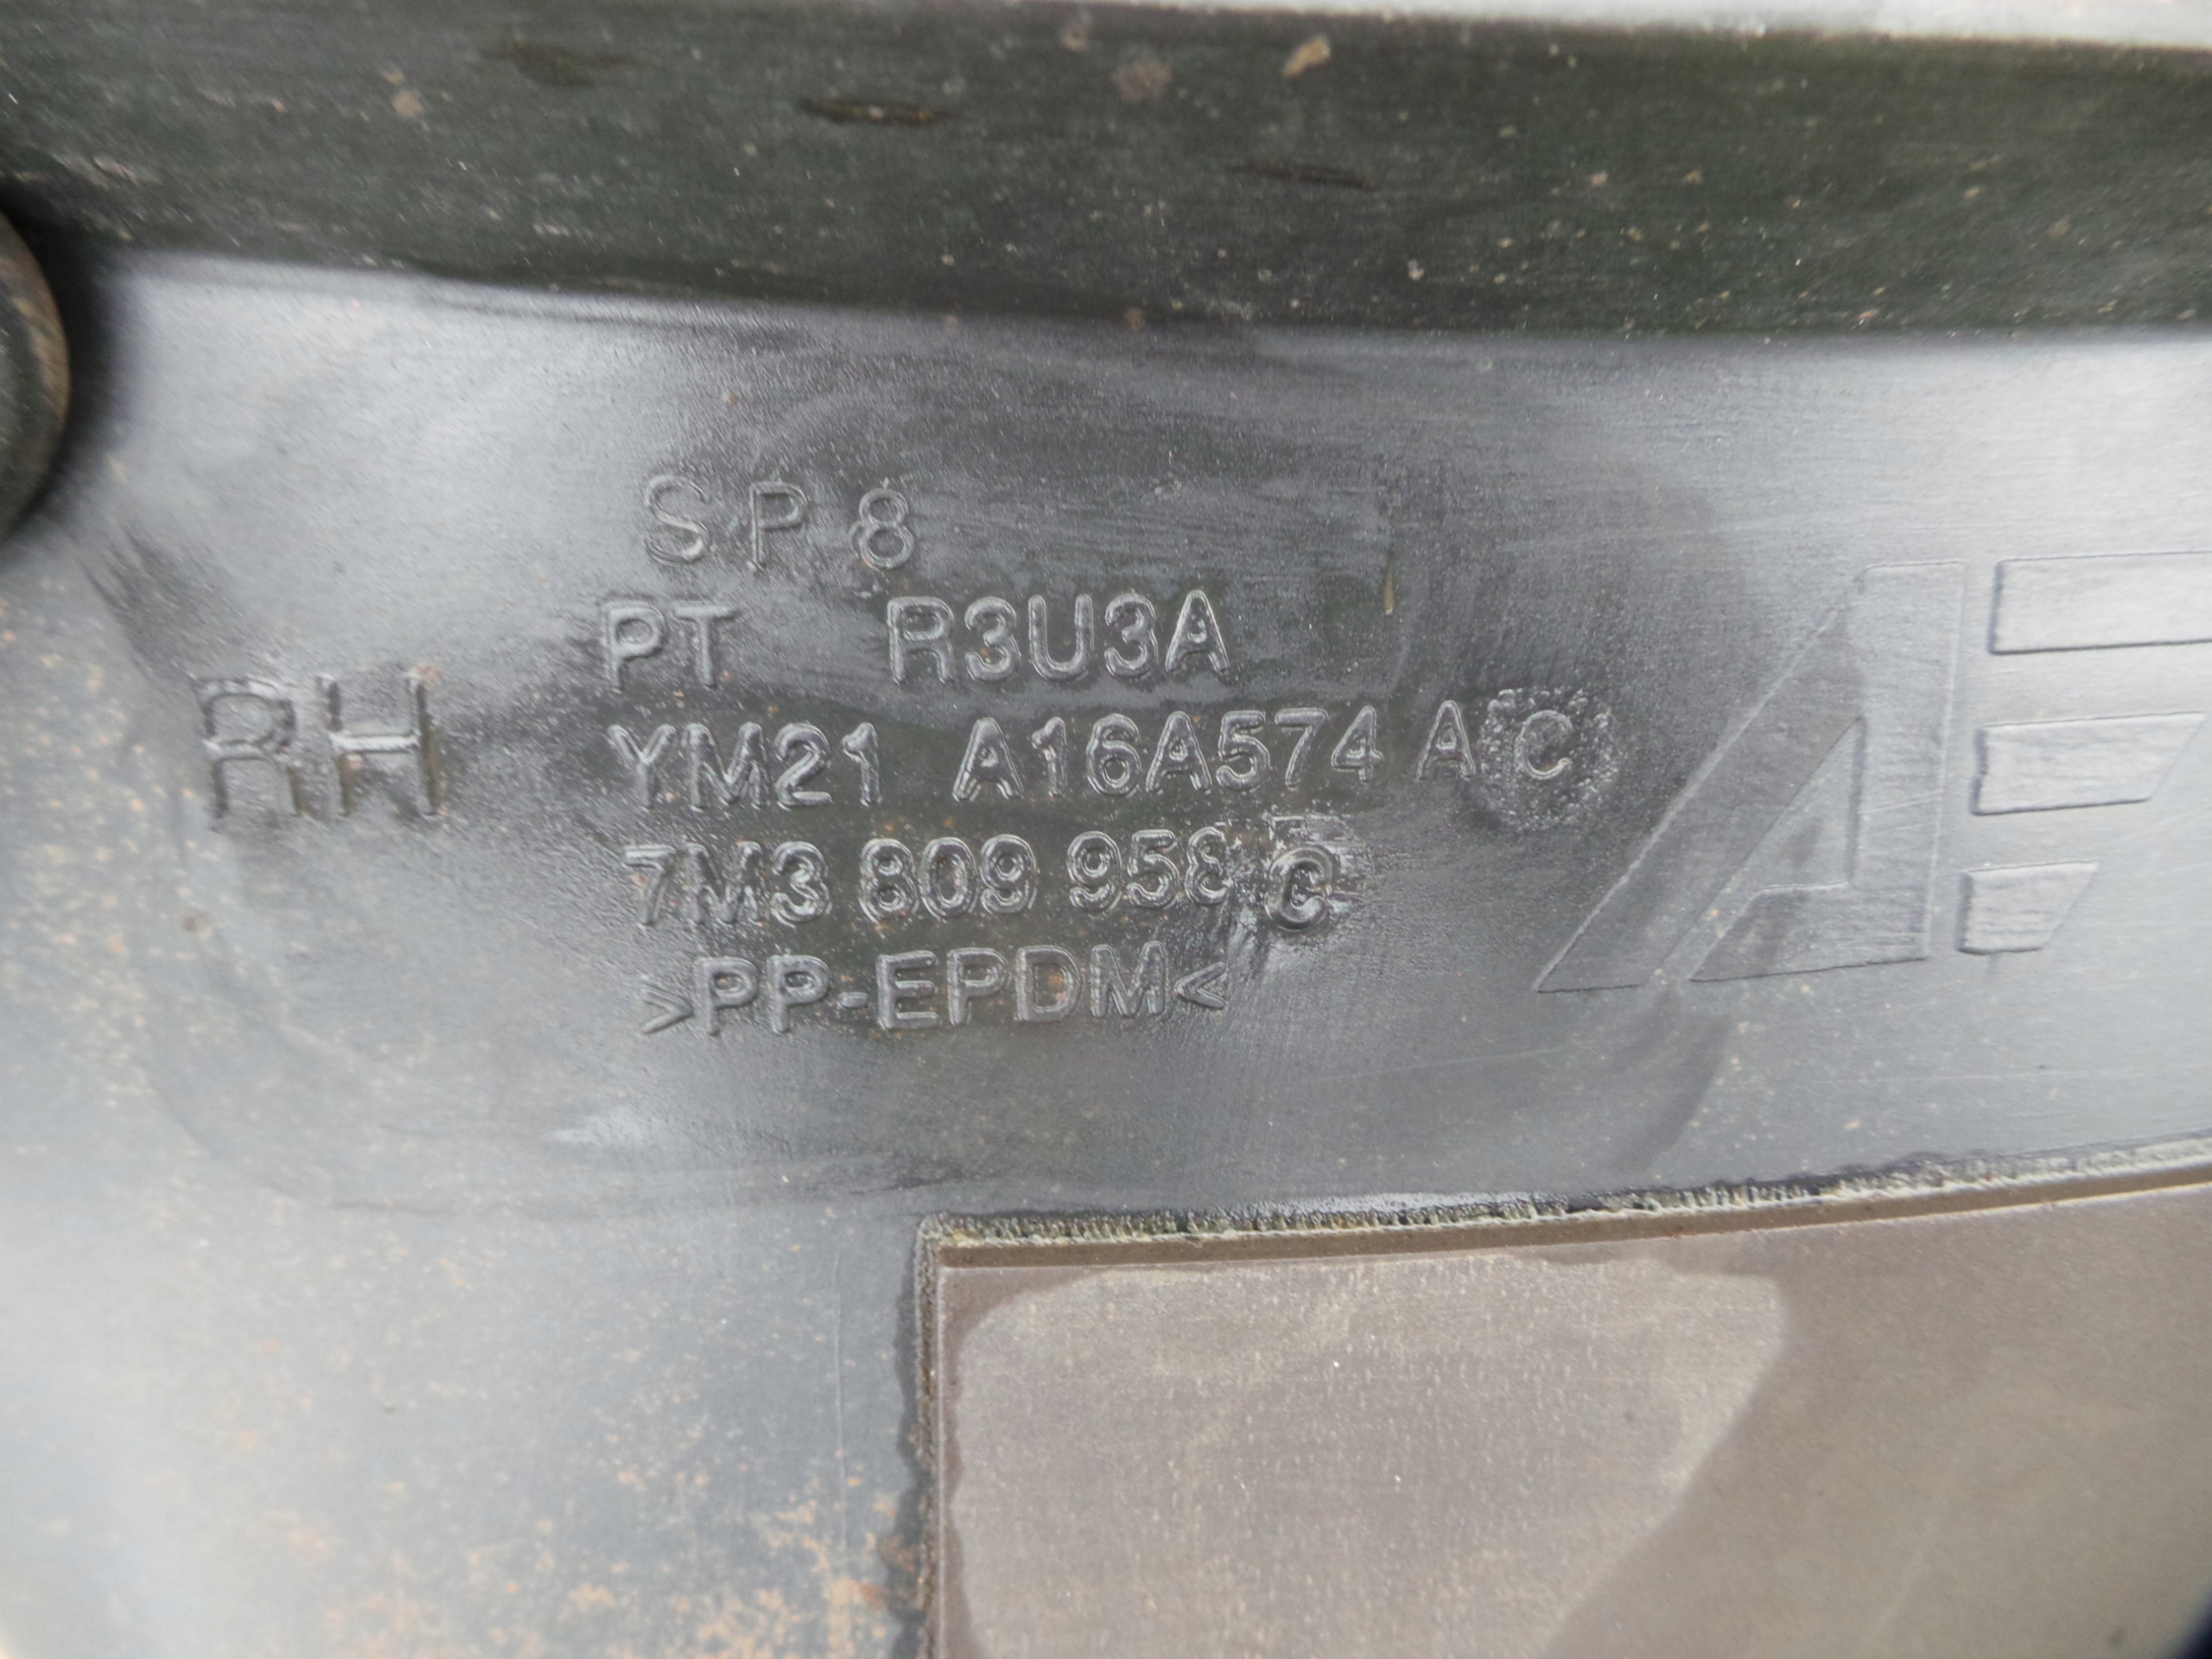 SP8
PT R3U3A
RH
YM21 A16A574 AC
7M3 809 958 C
>PP-EPDM<